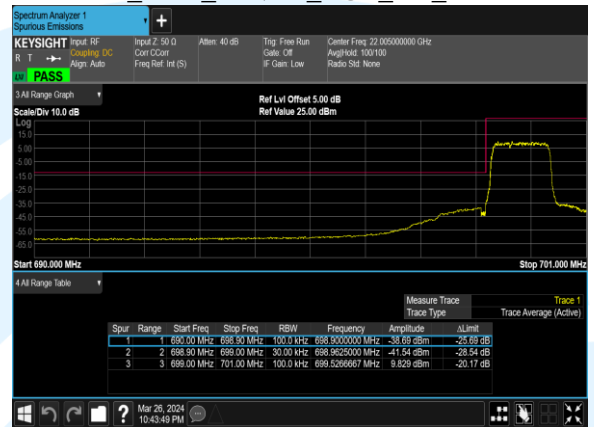 Spectrum Analyzer 1
Spurious Emissions
+
KEYSIGHT Input: RF Input Z: 50 Ω Atten: 40 dB Trig: Free Run Center Freq: 22.005000000 GHz
R T Coupling: DC Corr CCorr Gate: Off Avg|Hold: 100/100
Align: Auto Freq Ref: Int (S) IF Gain: Low Radio Std: None
LV PASS
3 All Range Graph
Ref Lvl Offset 5.00 dB
Scale/Div 10.0 dB Ref Value 25.00 dBm
Log
15.0
5.00
-5.00
-15.0
-25.0
-35.0
-45.0
-55.0
-65.0
Start 690.000 MHz Stop 701.000 MHz
4 All Range Table
Measure Trace Trace 1
Trace Type Trace Average (Active)
Spur Range Start Freq Stop Freq RBW Frequency Amplitude ΔLimit
1 1 690.00 MHz 698.90 MHz 100.0 kHz 698.9000000 MHz -38.69 dBm -25.69 dB
2 2 698.90 MHz 699.00 MHz 30.00 kHz 698.9625000 MHz -41.54 dBm -28.54 dB
3 3 699.00 MHz 701.00 MHz 100.0 kHz 699.5266667 MHz 9.829 dBm -20.17 dB
?
Mar 26, 2024
10:43:49 PM